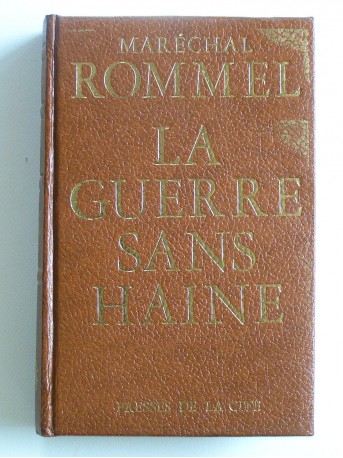 MARÉCHAL
ROMMEL
LA
GUERRE
SANS
HAINE
PRESSES DE LA CITÉ